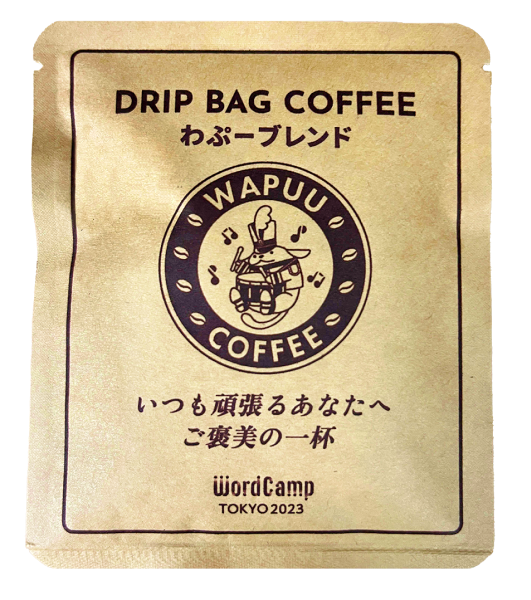 DRIP BAG COFFEE
わぷーブレンド
WAPUU
COFFEE
いつも頑張るあなたへ
ご褒美の一杯
WordCamp
TOKYO 2023